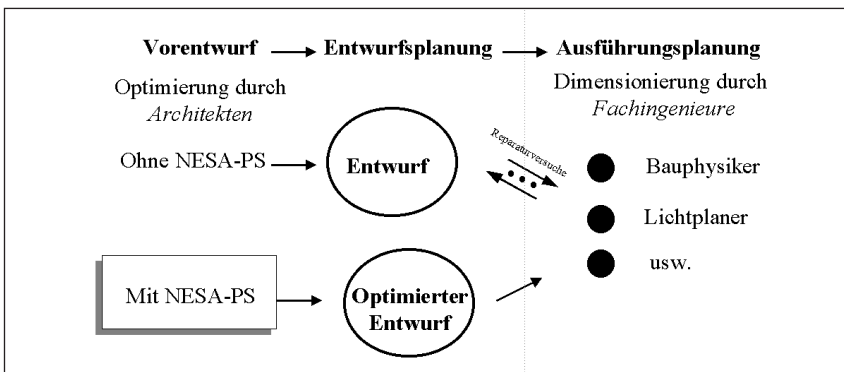 Vorentwurf Entwurfsplanung Ausführungsplanung
Optimierung durch
Architekten
Dimensionierung durch
Fachingenieure
Ohne NESA-PS
Entwurf
Reparaturversuche
Bauphysiker
Lichtplaner
usw.
Mit NESA-PS
Optimierter
Entwurf